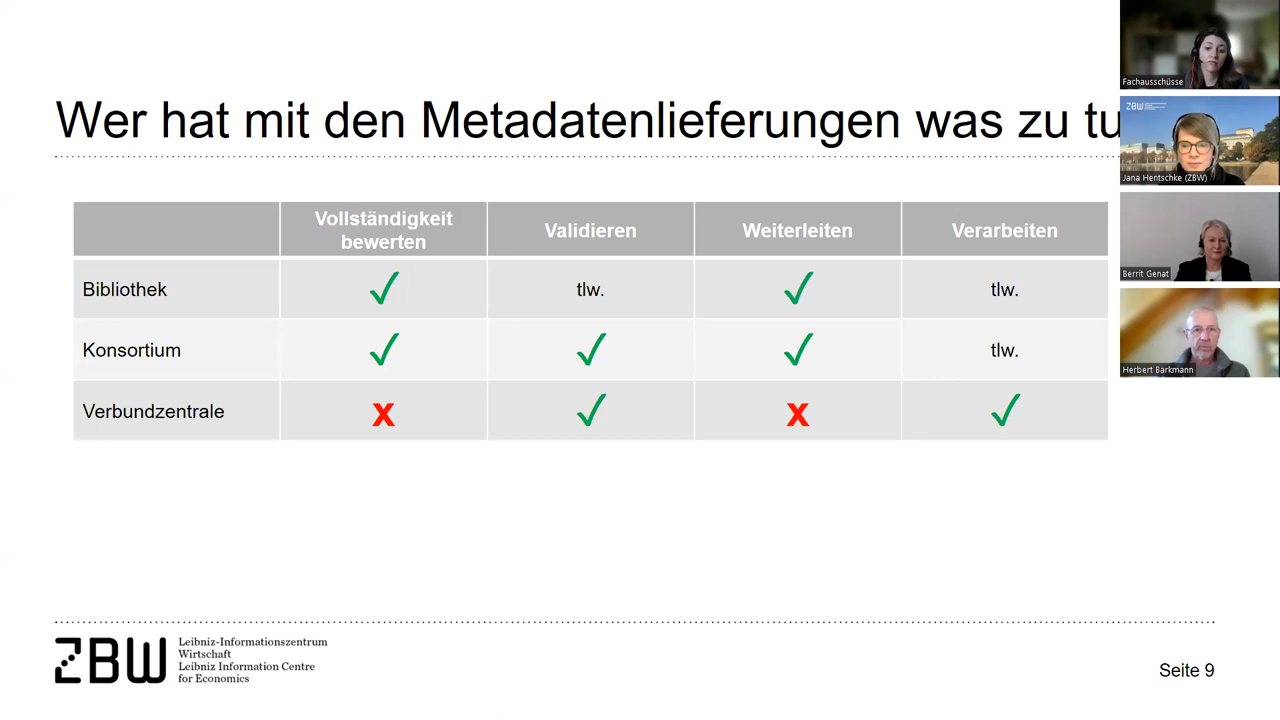 Wer hat mit den Metadatenlieferungen was zu tu
Vollständigkeit
bewerten
Validieren
Weiterleiten
Verarbeiten
Bibliothek ✓ tlw. ✓ tlw.
Konsortium ✓ ✓ ✓ tlw.
Verbundzentrale x ✓ x ✓
ZBW
Leibniz-Informationszentrum
Wirtschaft
Leibniz Information Centre
for Economics
Seite 9
Fachausschüsse
ZBW
Jana Hentschke (ZBW)
Berrit Genat
Herbert Barkmann